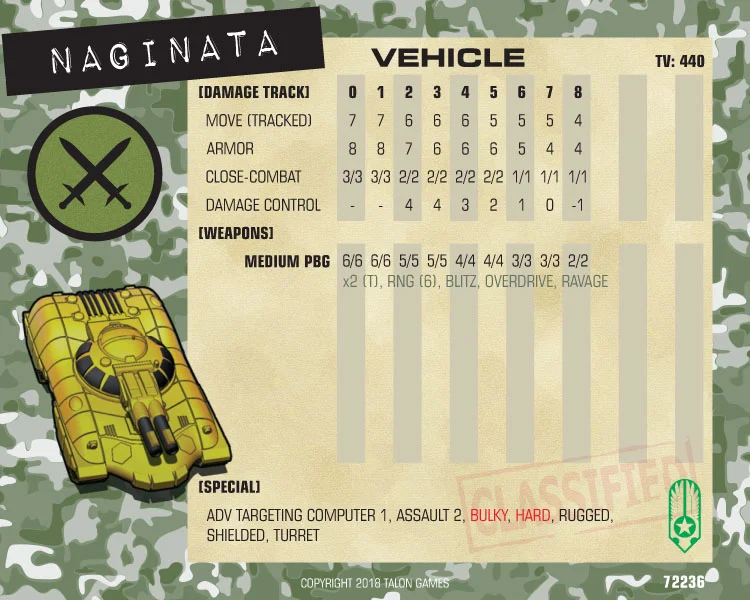 NAGINATA
VEHICLE
TV: 440
[DAMAGE TRACK] 0 1 2 3 4 5 6 7 8
MOVE (TRACKED) 7 7 6 6 6 5 5 5 4
ARMOR 8 8 7 6 6 6 5 4 4
CLOSE-COMBAT 3/3 3/3 2/2 2/2 2/2 2/2 1/1 1/1 1/1
DAMAGE CONTROL - - 4 4 3 2 1 0 -1
[WEAPONS]
MEDIUM PBG 6/6 6/6 5/5 5/5 4/4 4/4 3/3 3/3 2/2
x2 (T), RNG (6), BLITZ, OVERDRIVE, RAVAGE
CLASSIFIED
[SPECIAL]
ADV TARGETING COMPUTER 1, ASSAULT 2, BULKY, HARD, RUGGED,
SHIELDED, TURRET
COPYRIGHT 2018 TALON GAMES
72236